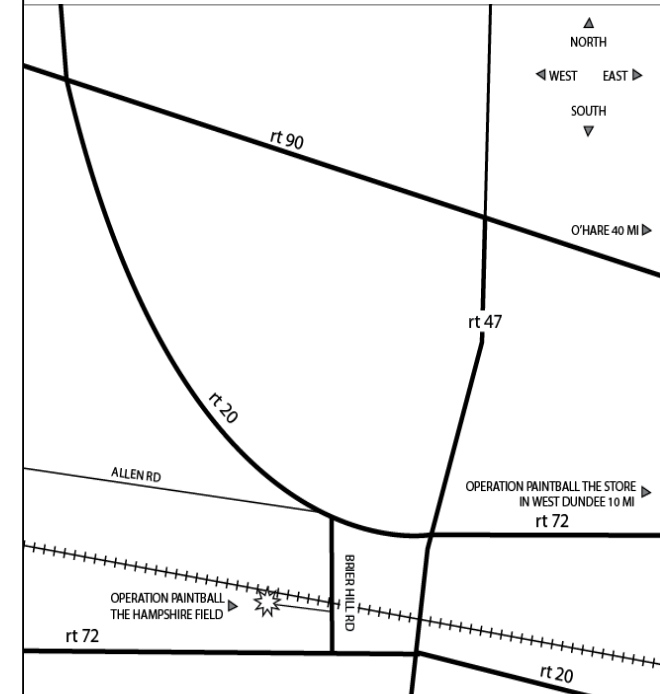 NORTH
WEST EAST
SOUTH
rt 90
O'HARE 40 MI
rt 47
rt 20
ALLEN RD
OPERATION PAINTBALL THE STORE
IN WEST DUNDEE 10 MI
rt 72
BRIER HILL RD
OPERATION PAINTBALL
THE HAMPSHIRE FIELD
rt 72
rt 20